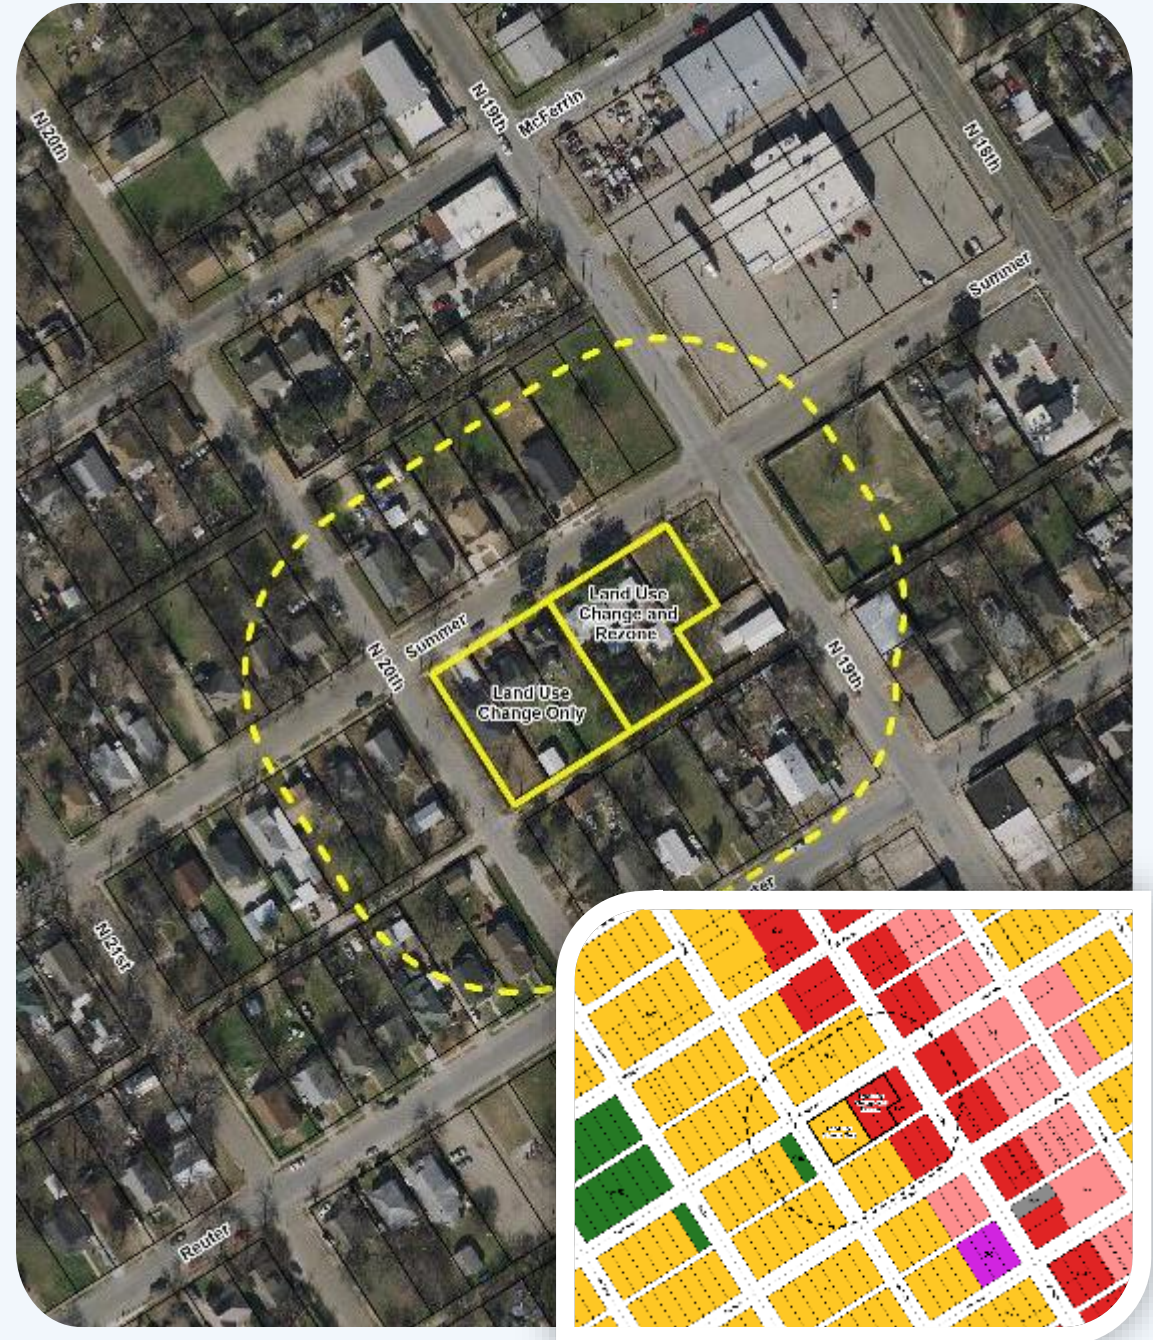 N 19th
McFerrin
N 20th
N 18th
Summer
Land Use
Change and
Rezone
Summer
N 20th
N 19th
Land Use
Change Only
N 21st
Reuter